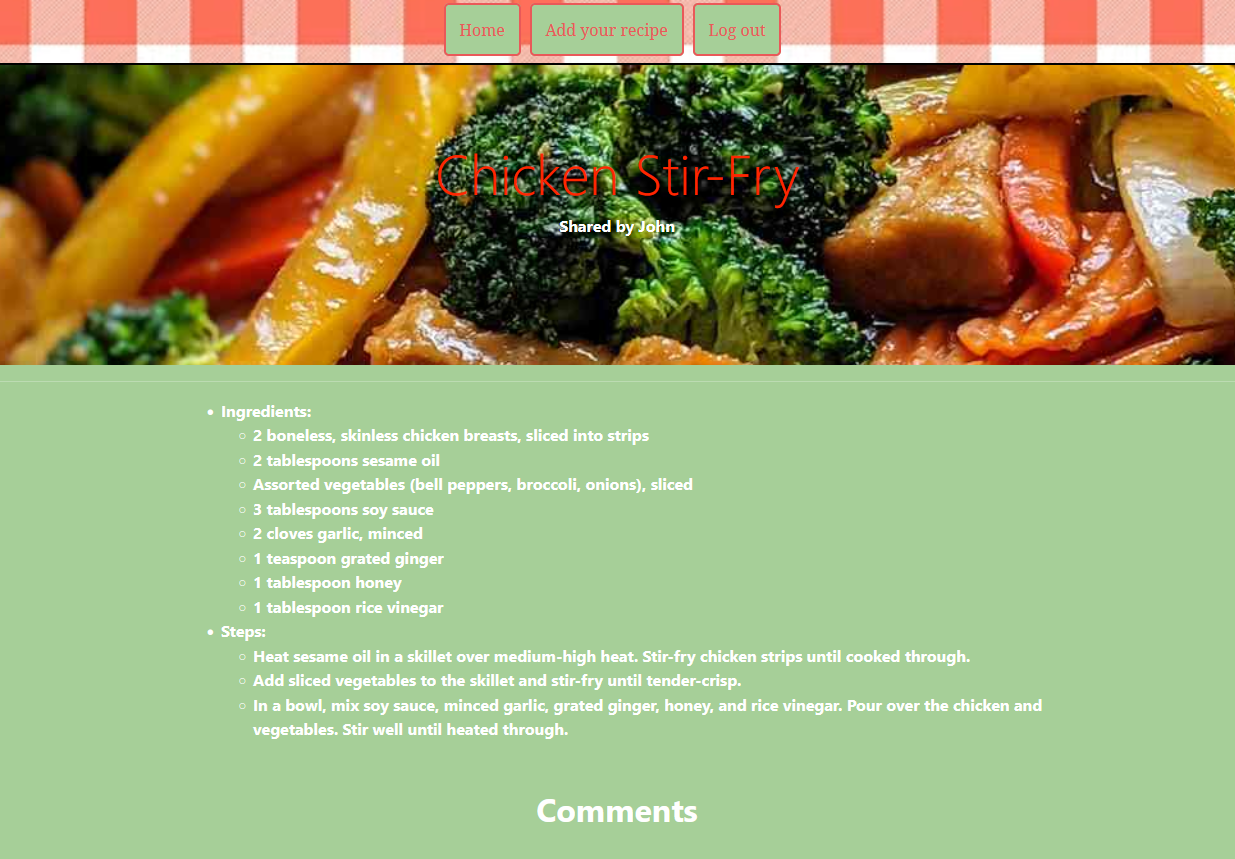 Home Add your recipe Log out
Chicken Stir-Fry
Shared by John
Ingredients:
2 boneless, skinless chicken breasts, sliced into strips
2 tablespoons sesame oil
Assorted vegetables (bell peppers, broccoli, onions), sliced
3 tablespoons soy sauce
2 cloves garlic, minced
1 teaspoon grated ginger
1 tablespoon honey
1 tablespoon rice vinegar
Steps:
Heat sesame oil in a skillet over medium-high heat. Stir-fry chicken strips until cooked through.
Add sliced vegetables to the skillet and stir-fry until tender-crisp.
In a bowl, mix soy sauce, minced garlic, grated ginger, honey, and rice vinegar. Pour over the chicken and
vegetables. Stir well until heated through.
Comments